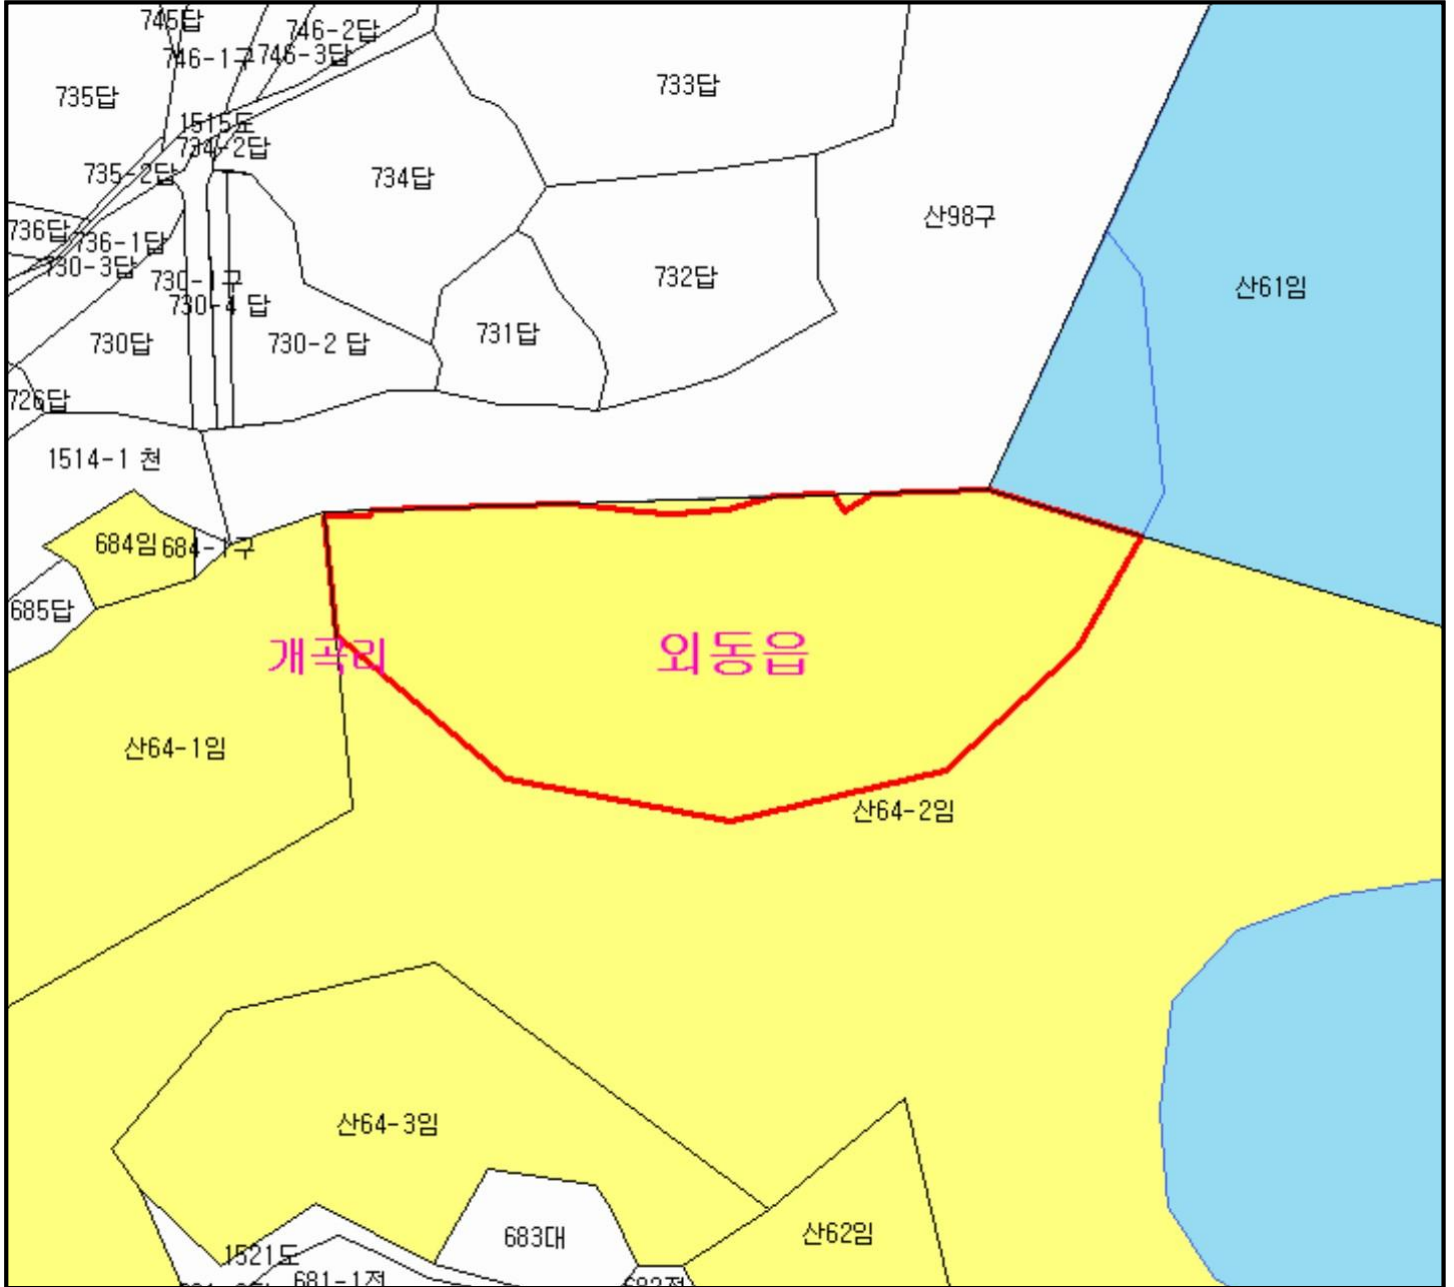 745답
746-2답
746-1구
746-3답
733답
735답
1515도
734-2답
735-2답
734답
산98구
736답
736-1답
730-3답
730-1구
732답
산61임
730-4 답
730답
730-2 답
731답
726답
1514-1 천
684임
684-1구
685답
개곡리
외동읍
산64-1임
산64-2임
산64-3임
683대
산62임
1521도
681-1전
682전